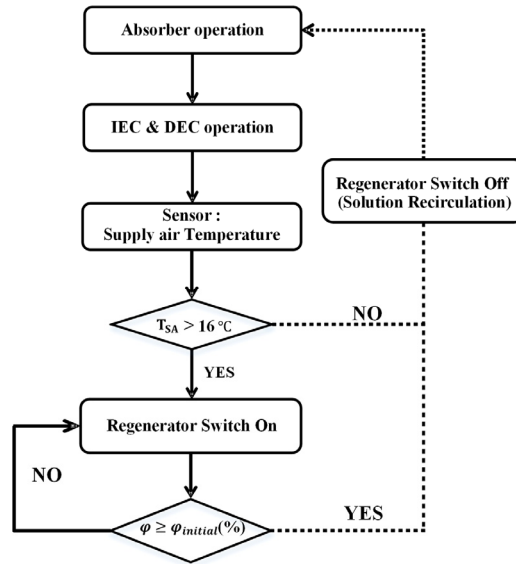 Absorber operation
IEC & DEC operation
Regenerator Switch Off
(Solution Recirculation)
Sensor :
Supply air Temperature
T_SA > 16 ℃
NO
YES
Regenerator Switch On
NO
φ ≥ φ_initial(%)
YES